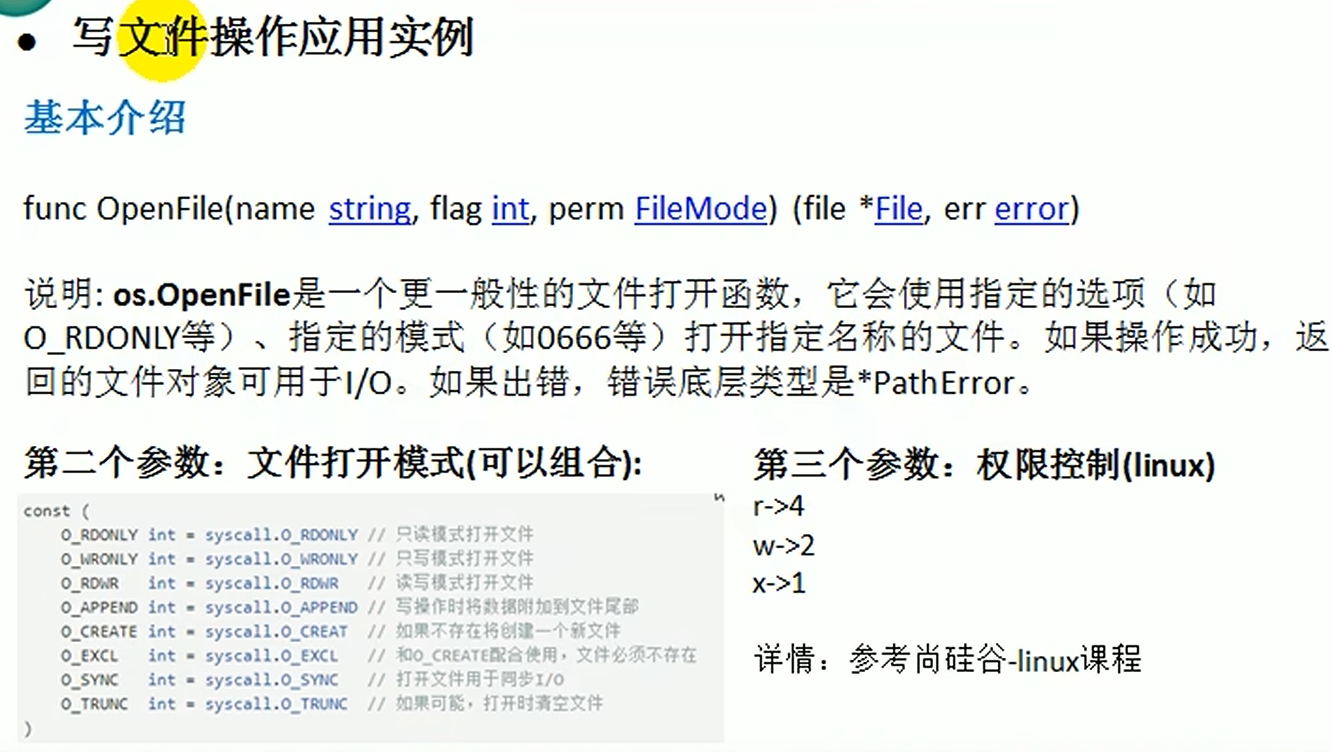 ● 写文件操作应用实例
基本介绍
func OpenFile(name string, flag int, perm FileMode) (file *File, err error)
说明: os.OpenFile是一个更一般性的文件打开函数，它会使用指定的选项（如
O_RDONLY等）、指定的模式（如0666等）打开指定名称的文件。如果操作成功，返
回的文件对象可用于I/O。如果出错，错误底层类型是*PathError。
第二个参数：文件打开模式(可以组合):
const (
O_RDONLY int = syscall.O_RDONLY // 只读模式打开文件
O_WRONLY int = syscall.O_WRONLY // 只写模式打开文件
O_RDWR int = syscall.O_RDWR // 读写模式打开文件
O_APPEND int = syscall.O_APPEND // 写操作时将数据附加到文件尾部
O_CREATE int = syscall.O_CREAT // 如果不存在将创建一个新文件
O_EXCL int = syscall.O_EXCL // 和O_CREATE配合使用，文件必须不存在
O_SYNC int = syscall.O_SYNC // 打开文件用于同步I/O
O_TRUNC int = syscall.O_TRUNC // 如果可能，打开时清空文件
)
第三个参数：权限控制(linux)
r->4
w->2
x->1
详情：参考尚硅谷-linux课程